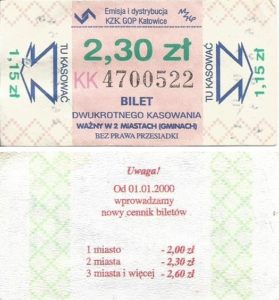 Emisja i dystrybucja
KZK GOP Katowice
TU KASOWAĆ
1,15 zł
2,30 zł
KK 4700522
BILET
DWUKROTNEGO KASOWANIA
WAŻNY W 2 MIASTACH (GMINACH)
BEZ PRAWA PRZESIADKI
TU KASOWAĆ
1,15 zł
Uwaga!
Od 01.01.2000
wprowadzamy
nowy cennik biletów
1 miasto - 2,00 zł
2 miasta - 2,30 zł
3 miasta i więcej - 2,60 zł